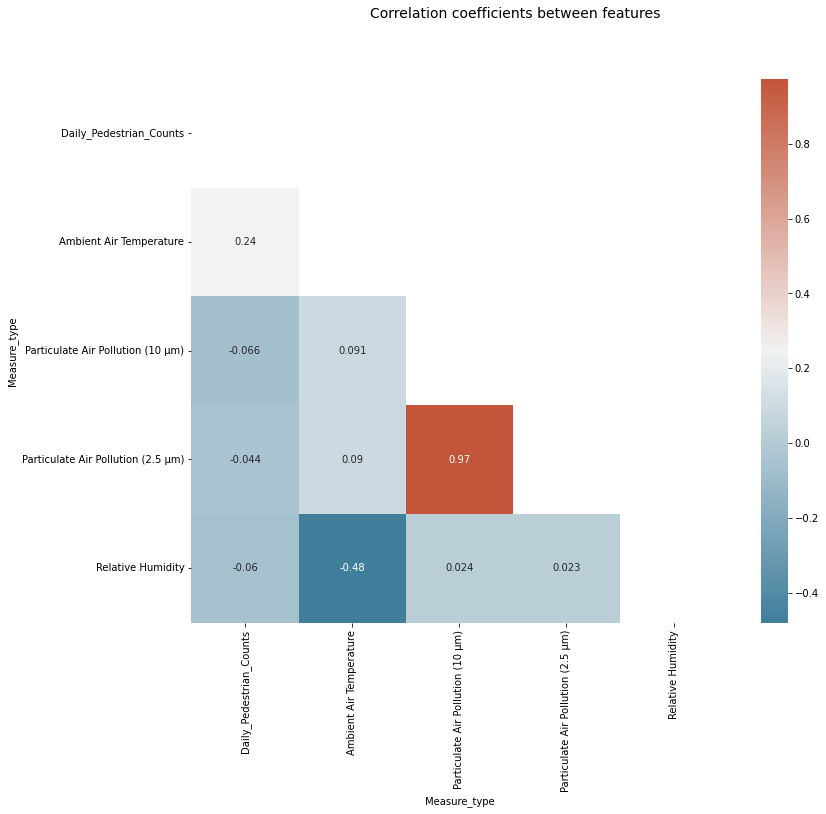 Correlation coefficients between features
Daily_Pedestrian_Counts
Ambient Air Temperature
0.24
Particulate Air Pollution (10 µm)
-0.066
0.091
Particulate Air Pollution (2.5 µm)
-0.044
0.09
0.97
Relative Humidity
-0.06
-0.48
0.024
0.023
Measure_type
Daily_Pedestrian_Counts
Ambient Air Temperature
Particulate Air Pollution (10 µm)
Particulate Air Pollution (2.5 µm)
Relative Humidity
Measure_type
0.8
0.6
0.4
0.2
0.0
−0.2
−0.4